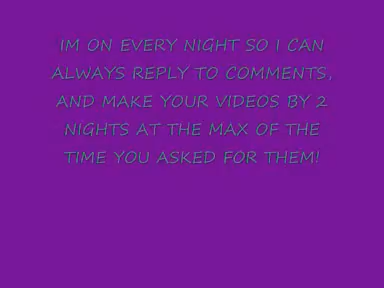 IM ON EVERY NIGHT SO I CAN
ALWAYS REPLY TO COMMENTS,
AND MAKE YOUR VIDEOS BY 2
NIGHTS AT THE MAX OF THE
TIME YOU ASKED FOR THEM!